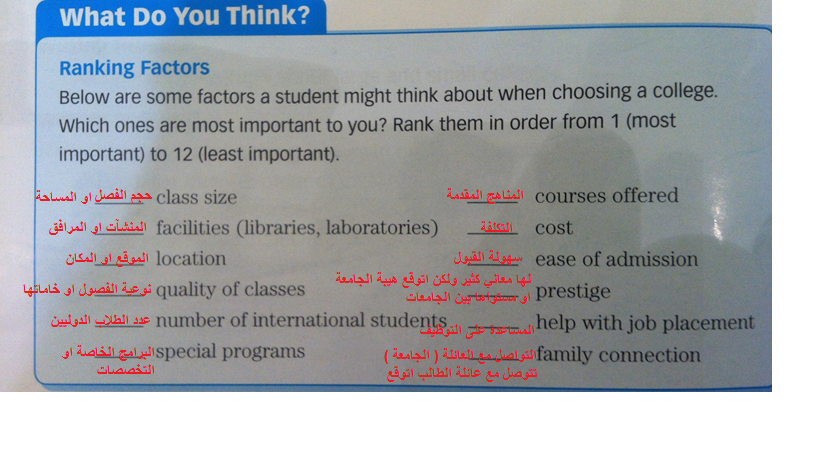 What Do You Think?
Ranking Factors
Below are some factors a student might think about when choosing a college.
Which ones are most important to you? Rank them in order from 1 (most
important) to 12 (least important).
حجم الفصل او المساحة class size
المنشآت او المرافق facilities (libraries, laboratories)
الموقع او المكان location
نوعية الفصول او خاماتها quality of classes
عدد الطلاب الدوليين number of international students
البرامج الخاصة او special programs
التخصصات
المناهج المقدمة courses offered
التكلفة cost
سهولة القبول ease of admission
لها معاني كثير ولكن اتوقع هيبة الجامعة
او مستواها بين الجامعات prestige
المساعدة على التوظيف help with job placement
التواصل مع العائلة ( الجامعة ) family connection
تتوصل مع عائلة الطالب اتوقع